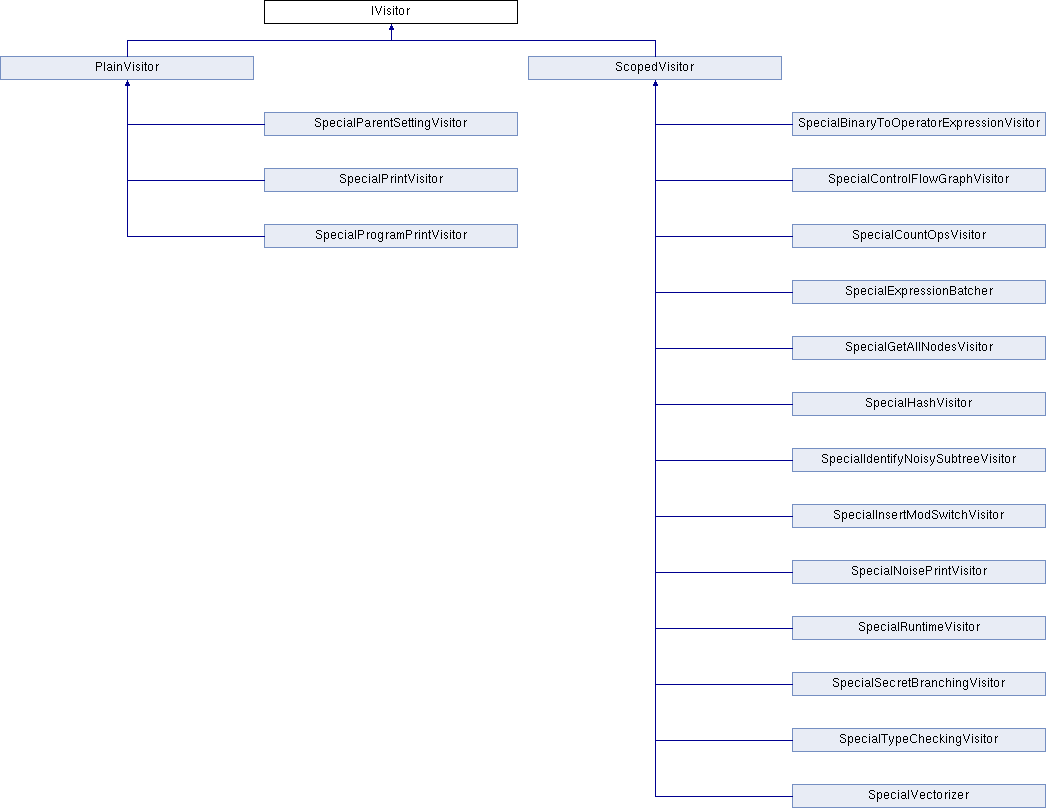 IVisitor
PlainVisitor
ScopedVisitor
SpecialParentSettingVisitor
SpecialBinaryToOperatorExpressionVisitor
SpecialPrintVisitor
SpecialControlFlowGraphVisitor
SpecialProgramPrintVisitor
SpecialCountOpsVisitor
SpecialExpressionBatcher
SpecialGetAllNodesVisitor
SpecialHashVisitor
SpecialIdentifyNoisySubtreeVisitor
SpecialInsertModSwitchVisitor
SpecialNoisePrintVisitor
SpecialRuntimeVisitor
SpecialSecretBranchingVisitor
SpecialTypeCheckingVisitor
SpecialVectorizer